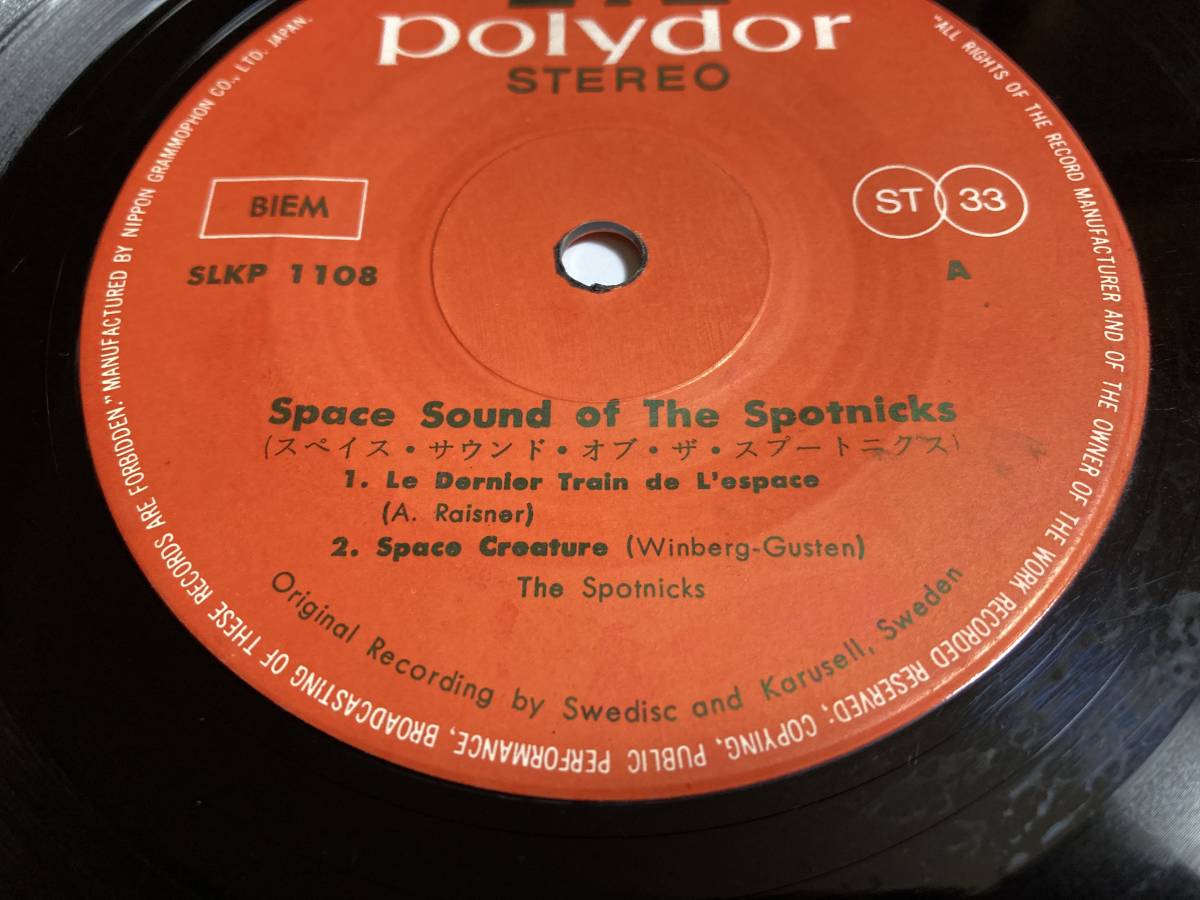 polydor
STEREO
BIEM
ST 33
SLKP 1108
A
Space Sound of The Spotnicks
(スペイス・サウンド・オブ・ザ・スプートニクス)
1. Le Dernier Train de L'espace
(A. Raisner)
2. Space Creature (Winberg-Gusten)
The Spotnicks
Original Recording by Swedisc and Karusell, Sweden
"ALL RIGHTS OF THE RECORD MANUFACTURER AND OF THE OWNER OF THE WORK RECORDED RESERVED; COPYING, PUBLIC PERFORMANCE, BROADCASTING OF THESE RECORDS ARE FORBIDDEN." MANUFACTURED BY NIPPON GRAMMOPHON CO., LTD. JAPAN.